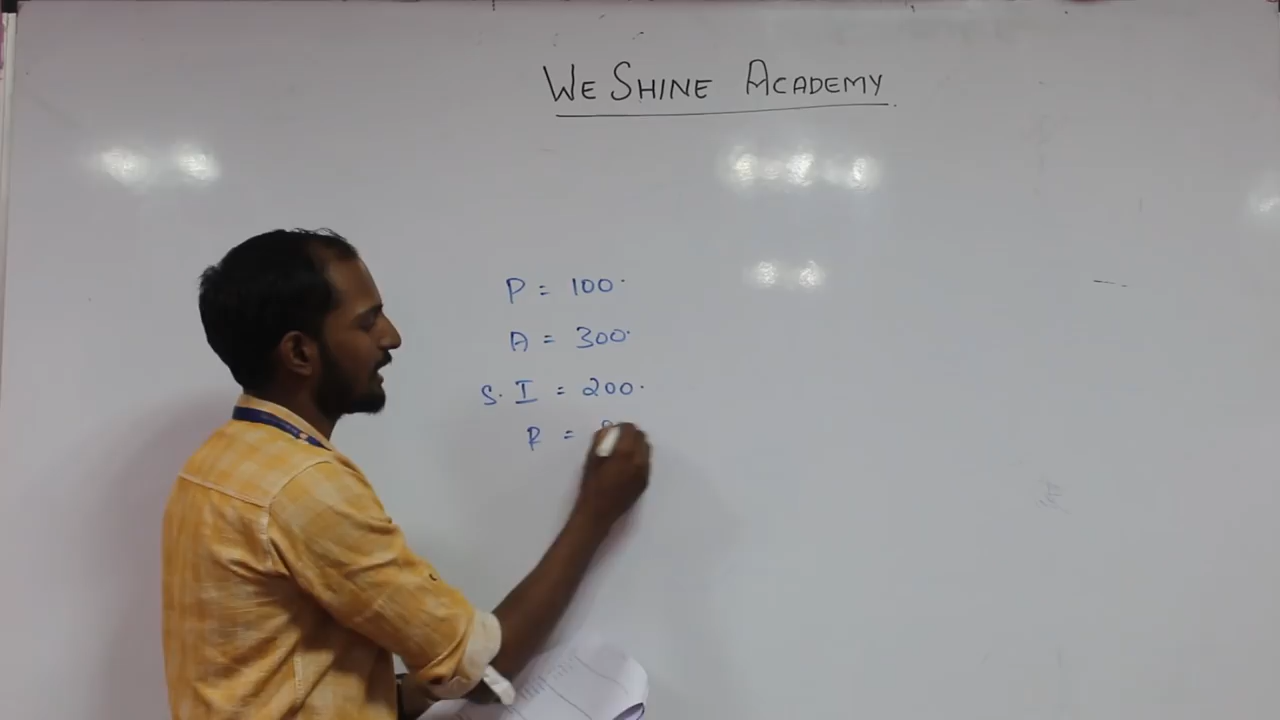 WE SHINE ACADEMY.
P = 100.
A = 300.
S. I = 200.
R =